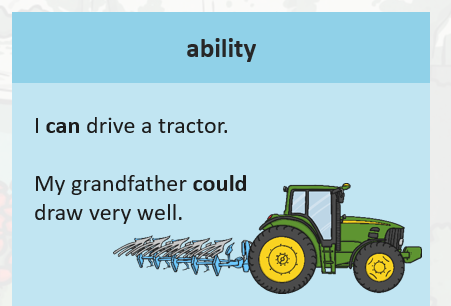 ability
I can drive a tractor.
My grandfather could
draw very well.